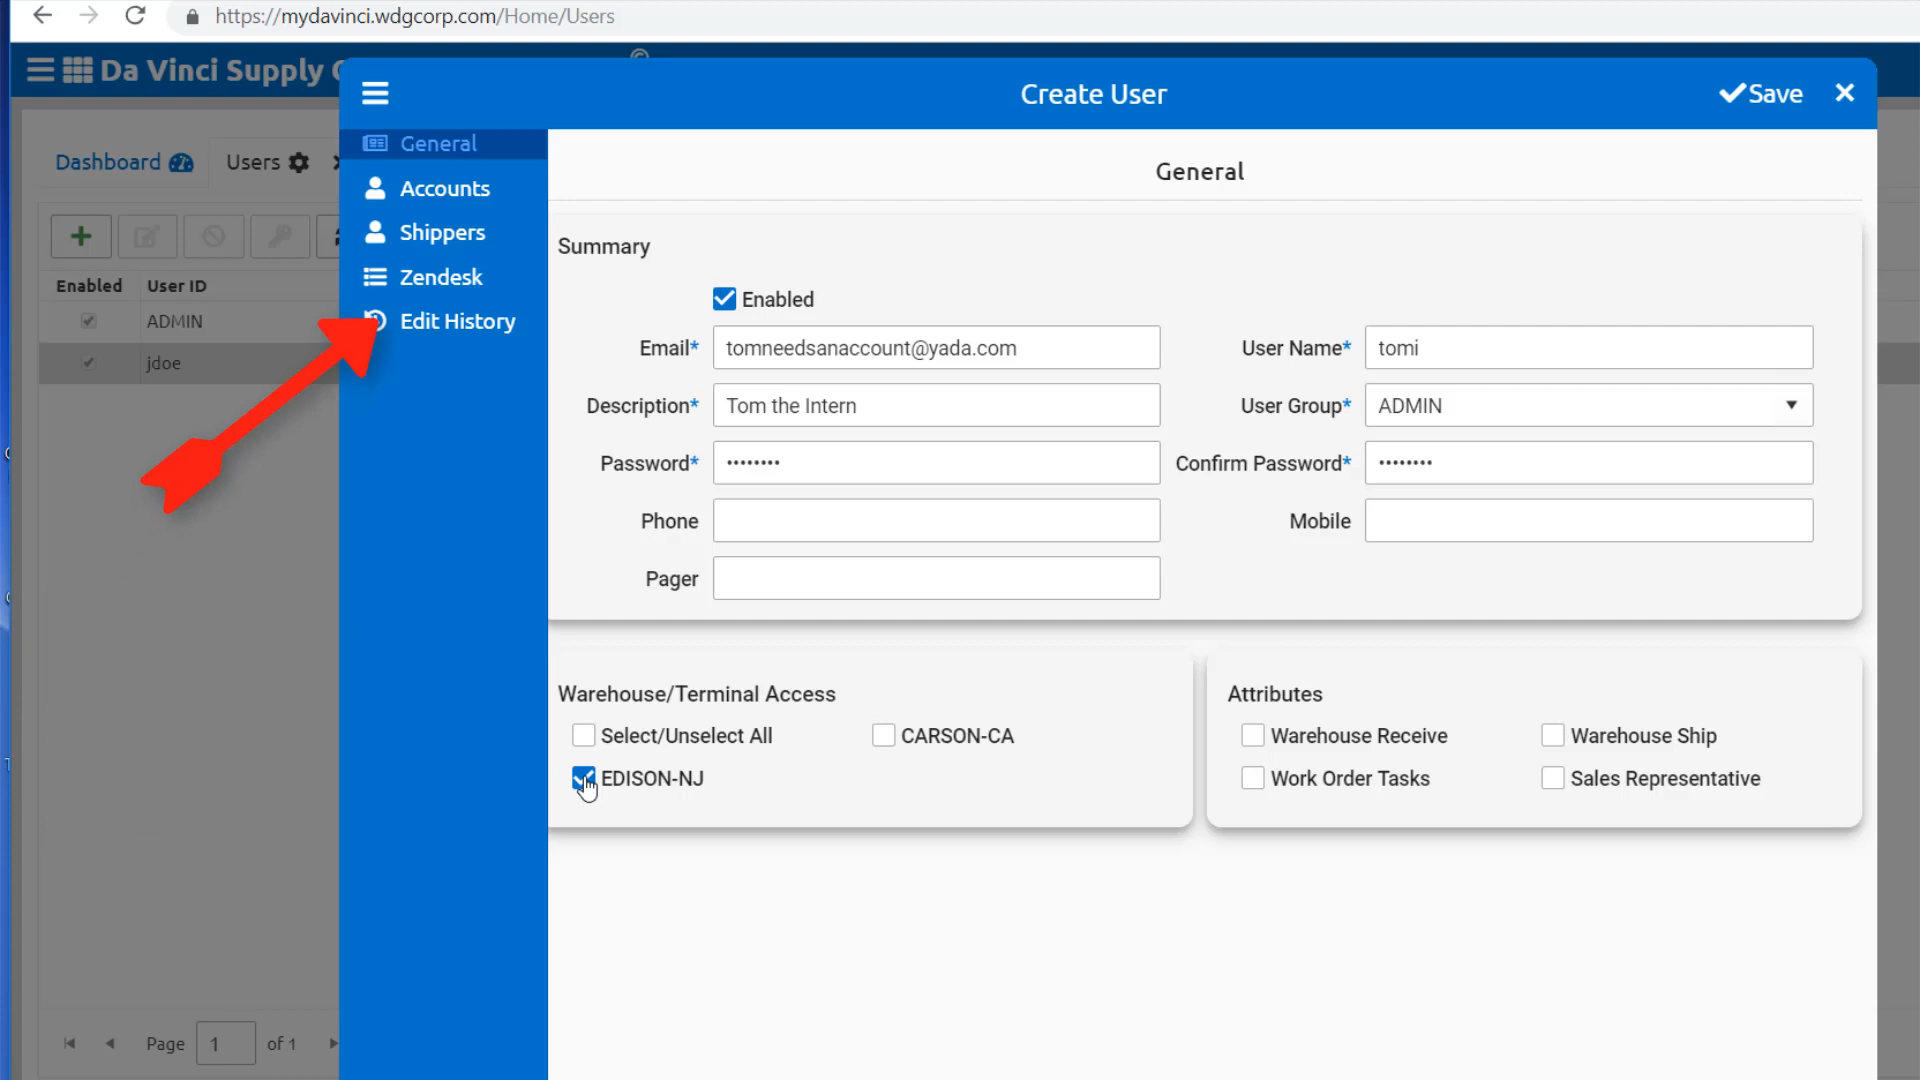 https://mydavinci.wdgcorp.com/Home/Users
Da Vinci Supply
Create User
Save
General
Accounts
Shippers
Zendesk
Edit History
Dashboard
Users
Enabled User ID
ADMIN
jdoe
Page 1 of 1
General
Summary
Enabled
Email* tomneedsanaccount@yada.com User Name* tomi
Description* Tom the Intern User Group* ADMIN
Password* •••••••• Confirm Password* ••••••••
Phone Mobile
Pager
Warehouse/Terminal Access
Select/Unselect All CARSON-CA
EDISON-NJ
Attributes
Warehouse Receive Warehouse Ship
Work Order Tasks Sales Representative